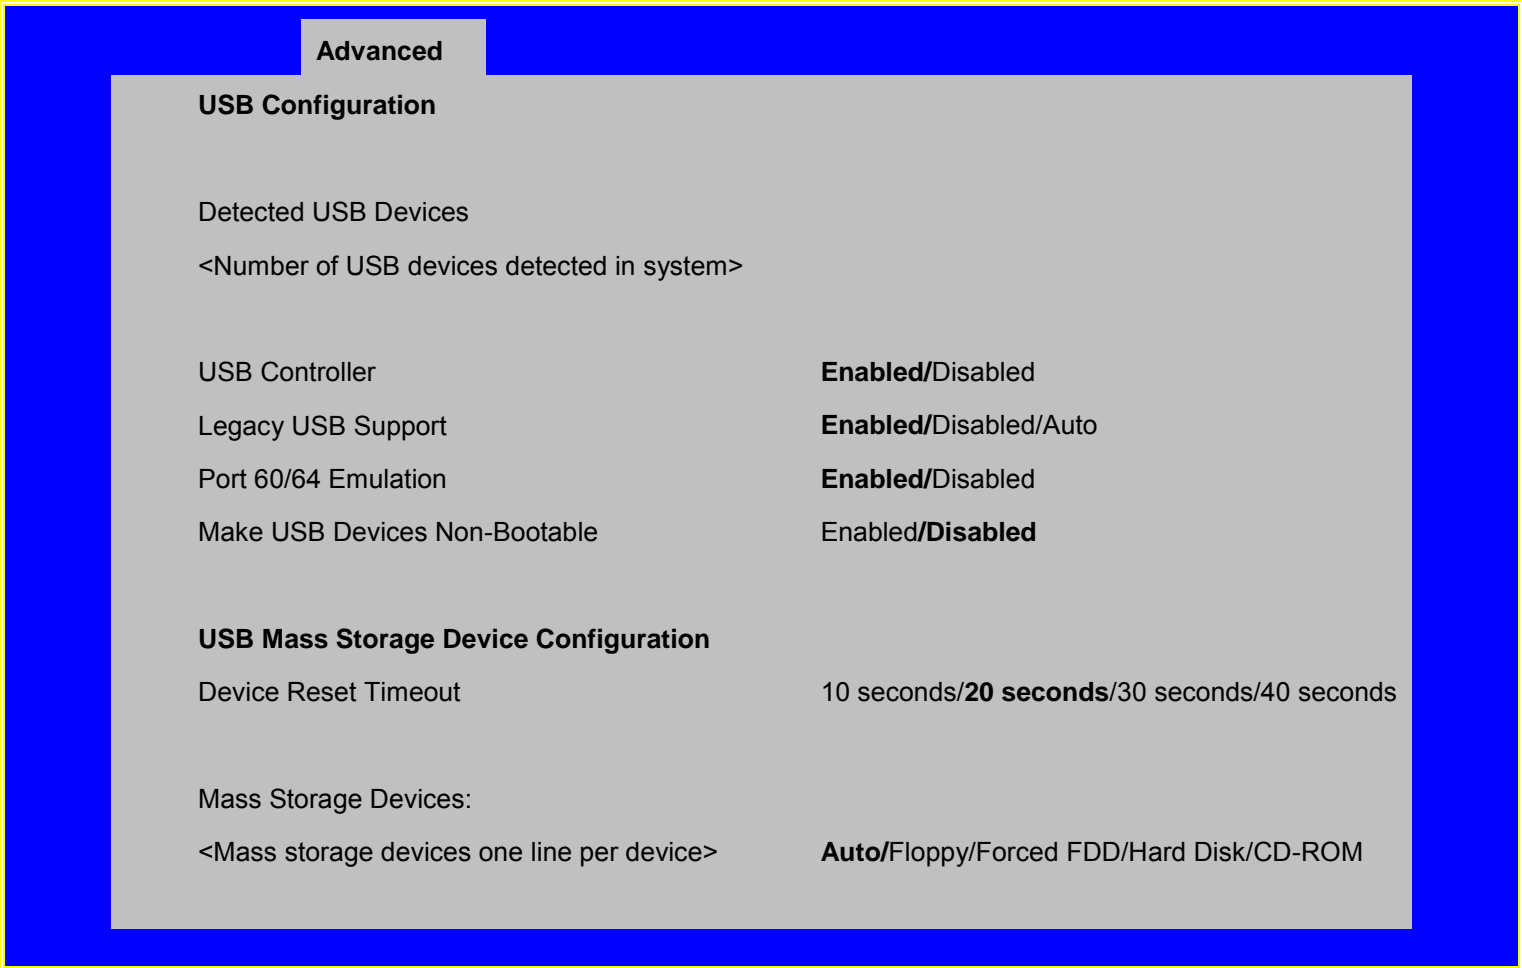 Advanced
USB Configuration
Detected USB Devices
<Number of USB devices detected in system>
USB Controller Enabled/Disabled
Legacy USB Support Enabled/Disabled/Auto
Port 60/64 Emulation Enabled/Disabled
Make USB Devices Non-Bootable Enabled/Disabled
USB Mass Storage Device Configuration
Device Reset Timeout 10 seconds/20 seconds/30 seconds/40 seconds
Mass Storage Devices:
<Mass storage devices one line per device> Auto/Floppy/Forced FDD/Hard Disk/CD-ROM